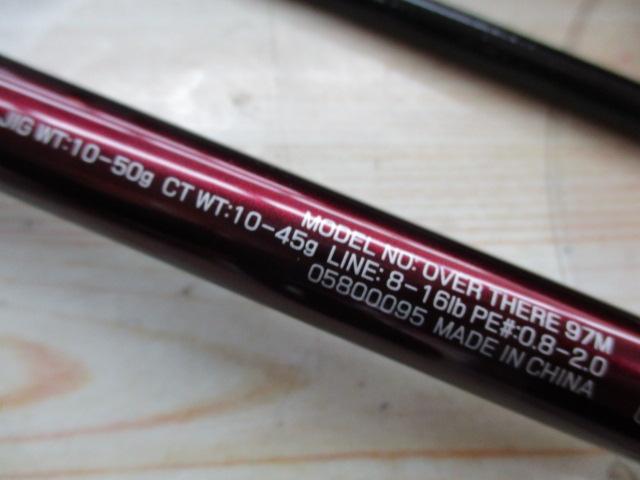 JIG WT:10-50g CT WT:10-45g
MODEL NO: OVER THERE 97M
LINE: 8-16lb PE#:0.8-2.0
05800095 MADE IN CHINA